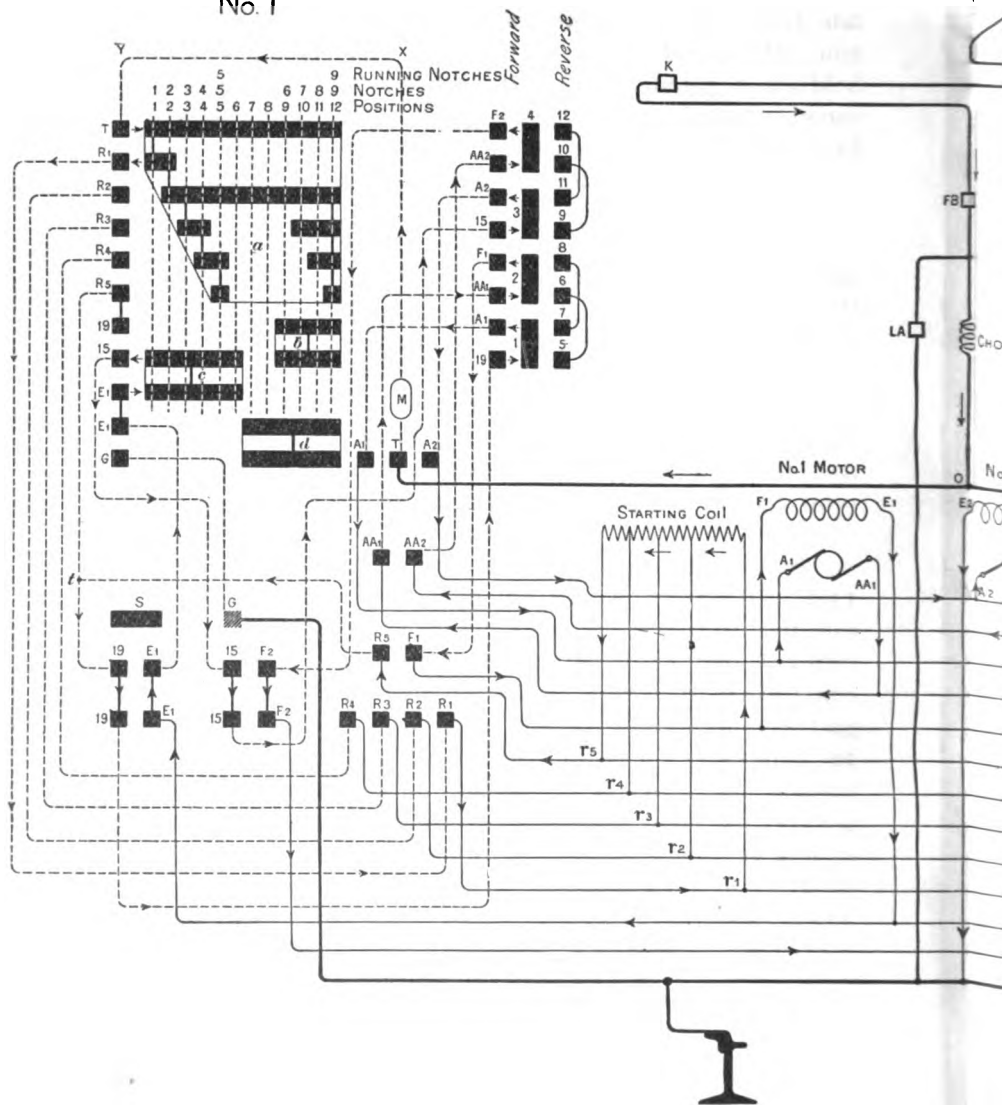 No. 1
Y
X
Forward
Reverse
K
5 9 RUNNING NOTCHES
1 2 3 4 5 6 7 8 9 NOTCHES
1 2 3 4 5 6 7 8 9 10 11 12 POSITIONS
T
F2 4 12
R1
AA2 10
R2
A2 11
FB
R3
15 3 9
R4
a
F1 8
R5
2
AA1 6
19
b
A1 7
LA
15
c
1
19 5
CHO
E1
M
E1
d
G
A1 T A2
No.1 MOTOR
O
No
STARTING COIL
F1 E1
E2
AA1 AA2
A1
AA1
A2
t
S G
R5 F1
19 E1 15 F2
19 E1 15 F2
R4 R3 R2 R1
r5
r4
r3
r2
r1